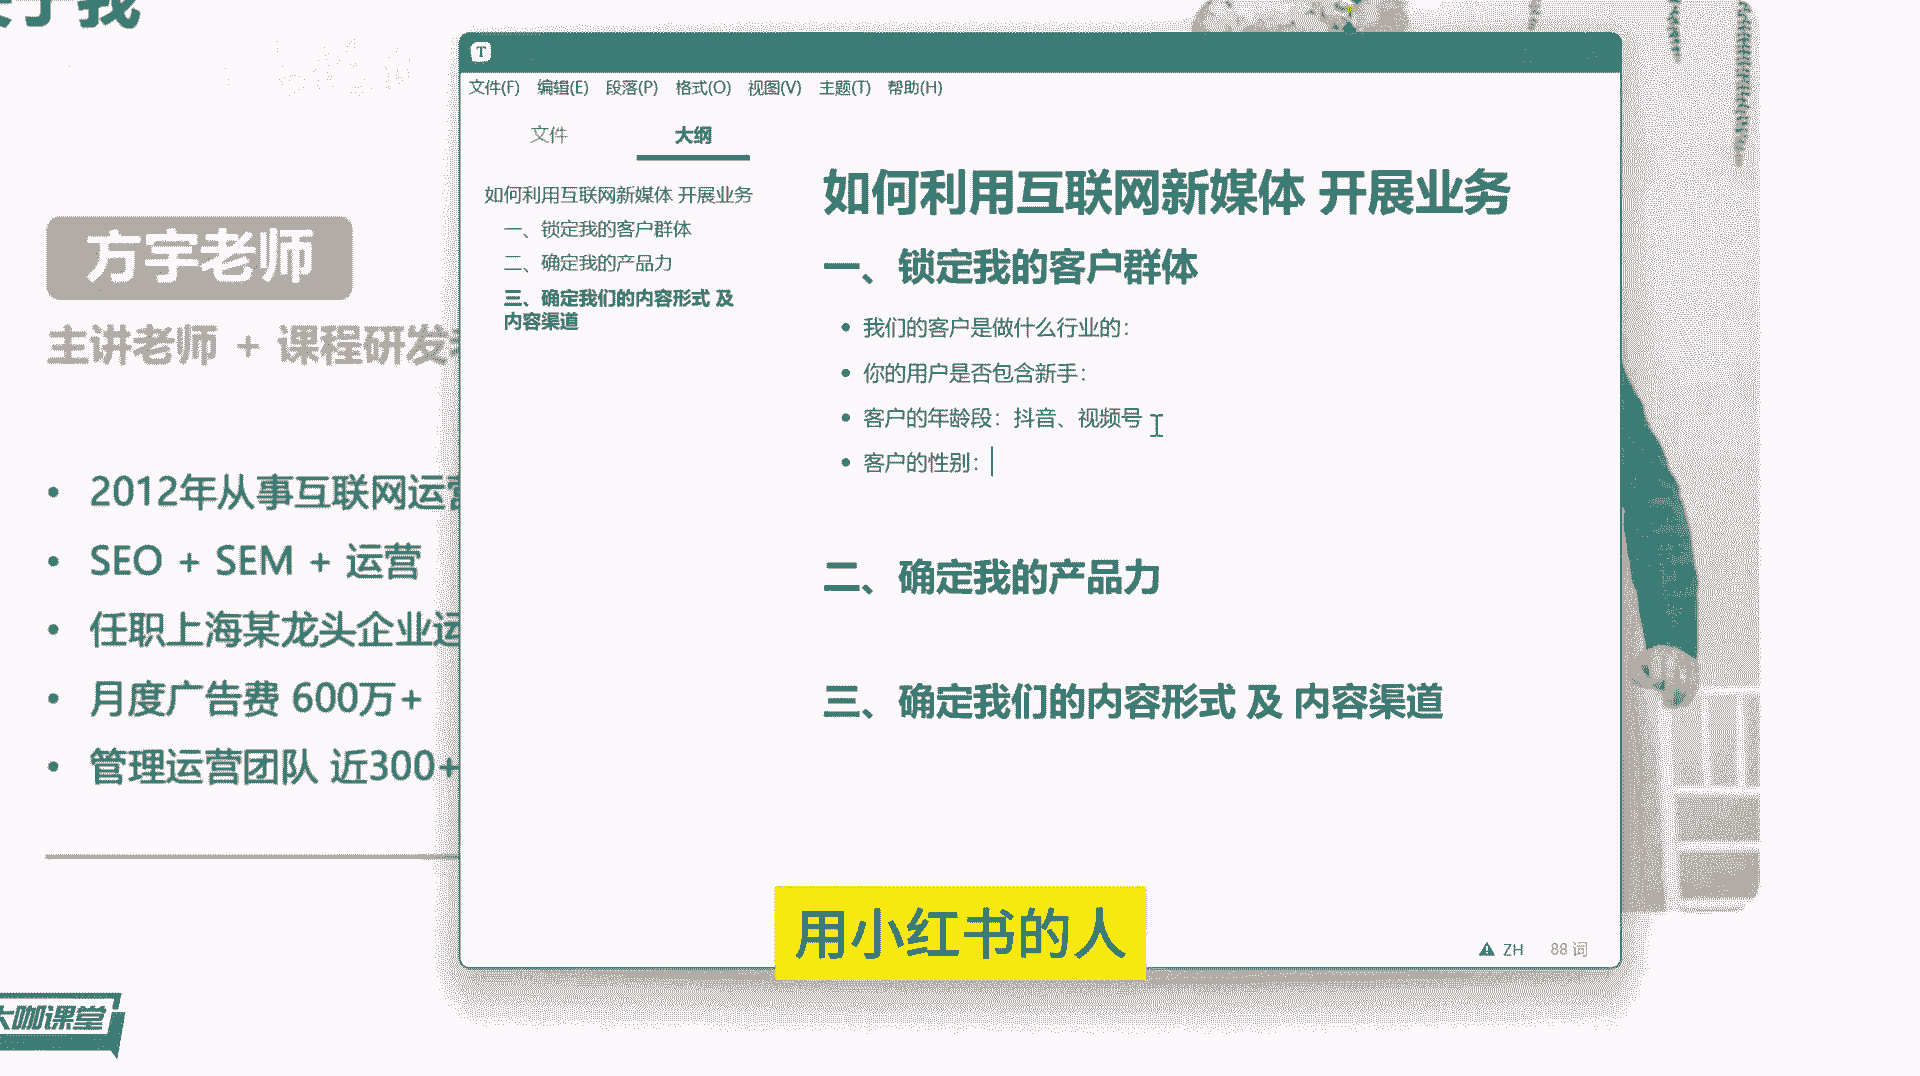 于我
方宇老师
主讲老师 + 课程研发
2012年从事互联网运营
SEO + SEM + 运营
任职上海某龙头企业运
月度广告费 600万+
管理运营团队 近300+
大咖课堂
T
文件(F) 编辑(E) 段落(P) 格式(O) 视图(V) 主题(T) 帮助(H)
文件 大纲
如何利用互联网新媒体 开展业务
一、锁定我的客户群体
二、确定我的产品力
三、确定我们的内容形式 及
内容渠道
如何利用互联网新媒体 开展业务
一、锁定我的客户群体
我们的客户是做什么行业的：
你的用户是否包含新手：
客户的年龄段：抖音、视频号
客户的性别：
二、确定我的产品力
三、确定我们的内容形式 及 内容渠道
用小红书的人
ZH 88 词